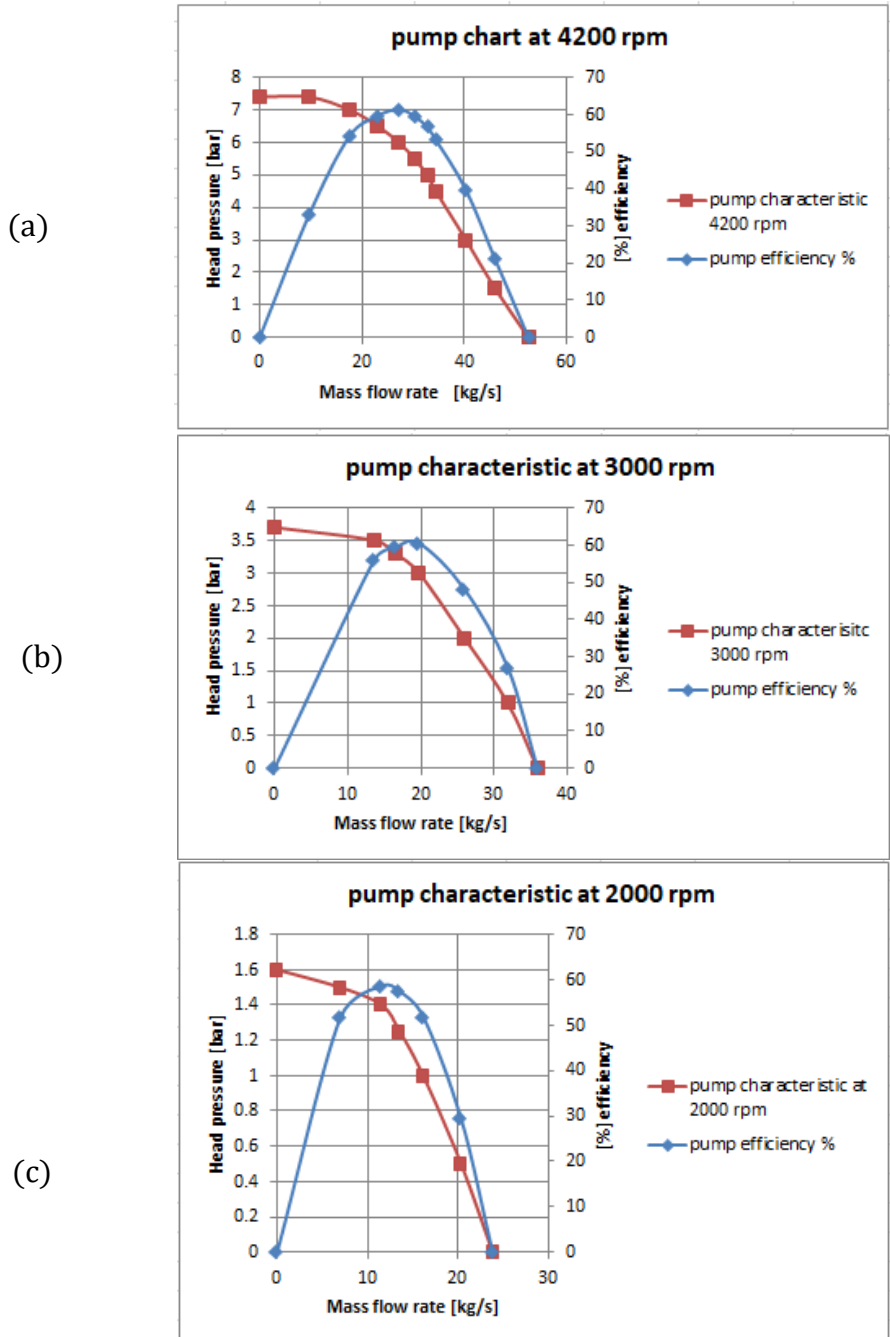 (a)
pump chart at 4200 rpm
8
7
6
5
4
3
2
1
0
Head pressure [bar]
70
60
50
40
30
20
10
0
[%] efficiency
0 20 40 60
Mass flow rate [kg/s]
pump characteristic
4200 rpm
pump efficiency %
(b)
pump characteristic at 3000 rpm
4
3.5
3
2.5
2
1.5
1
0.5
0
Head pressure [bar]
70
60
50
40
30
20
10
0
[%] efficiency
0 10 20 30 40
Mass flow rate [kg/s]
pump characterisitc
3000 rpm
pump efficiency %
(c)
pump characteristic at 2000 rpm
1.8
1.6
1.4
1.2
1
0.8
0.6
0.4
0.2
0
Head pressure [bar]
70
60
50
40
30
20
10
0
[%] efficiency
0 10 20 30
Mass flow rate [kg/s]
pump characteristic at
2000 rpm
pump efficiency %